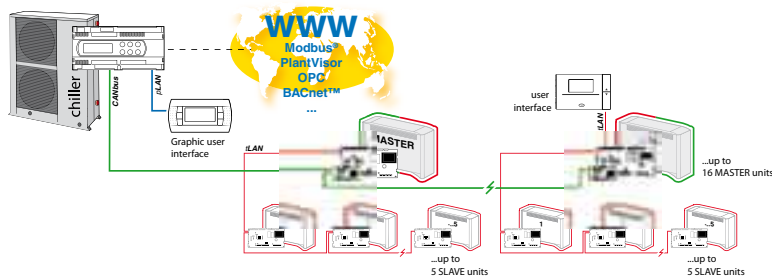 WWW
Modbus®
PlantVisor
OPC
BACnet™
...
chiller
CANbus
pLAN
Graphic user
interface
user
interface
tLAN
tLAN
MASTER
...up to
16 MASTER units
1
...5
...5
...up to
5 SLAVE units
...up to
5 SLAVE units